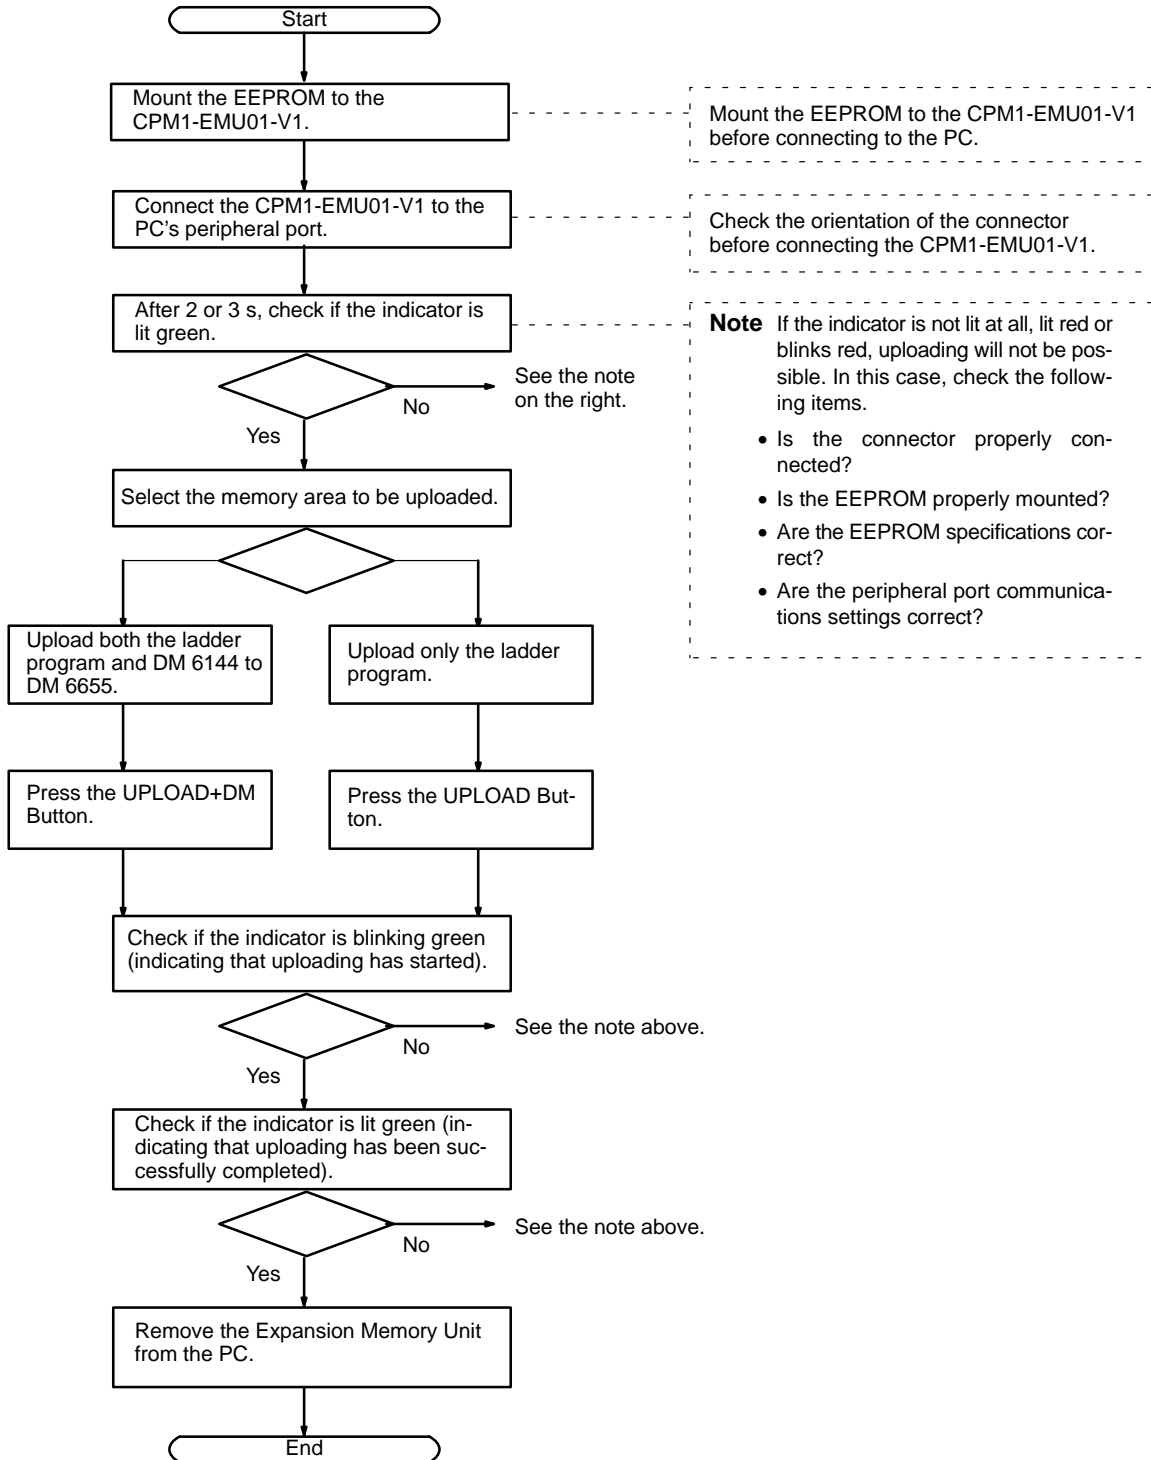 Start
Mount the EEPROM to the
CPM1-EMU01-V1.
Mount the EEPROM to the CPM1-EMU01-V1
before connecting to the PC.
Connect the CPM1-EMU01-V1 to the
PC's peripheral port.
Check the orientation of the connector
before connecting the CPM1-EMU01-V1.
After 2 or 3 s, check if the indicator is
lit green.
Note If the indicator is not lit at all, lit red or
blinks red, uploading will not be pos-
sible. In this case, check the follow-
ing items.
• Is the connector properly con-
nected?
• Is the EEPROM properly mounted?
• Are the EEPROM specifications cor-
rect?
• Are the peripheral port communica-
tions settings correct?
No
See the note
on the right.
Yes
Select the memory area to be uploaded.
Upload both the ladder
program and DM 6144 to
DM 6655.
Upload only the ladder
program.
Press the UPLOAD+DM
Button.
Press the UPLOAD But-
ton.
Check if the indicator is blinking green
(indicating that uploading has started).
No
See the note above.
Yes
Check if the indicator is lit green (in-
dicating that uploading has been suc-
cessfully completed).
No
See the note above.
Yes
Remove the Expansion Memory Unit
from the PC.
End